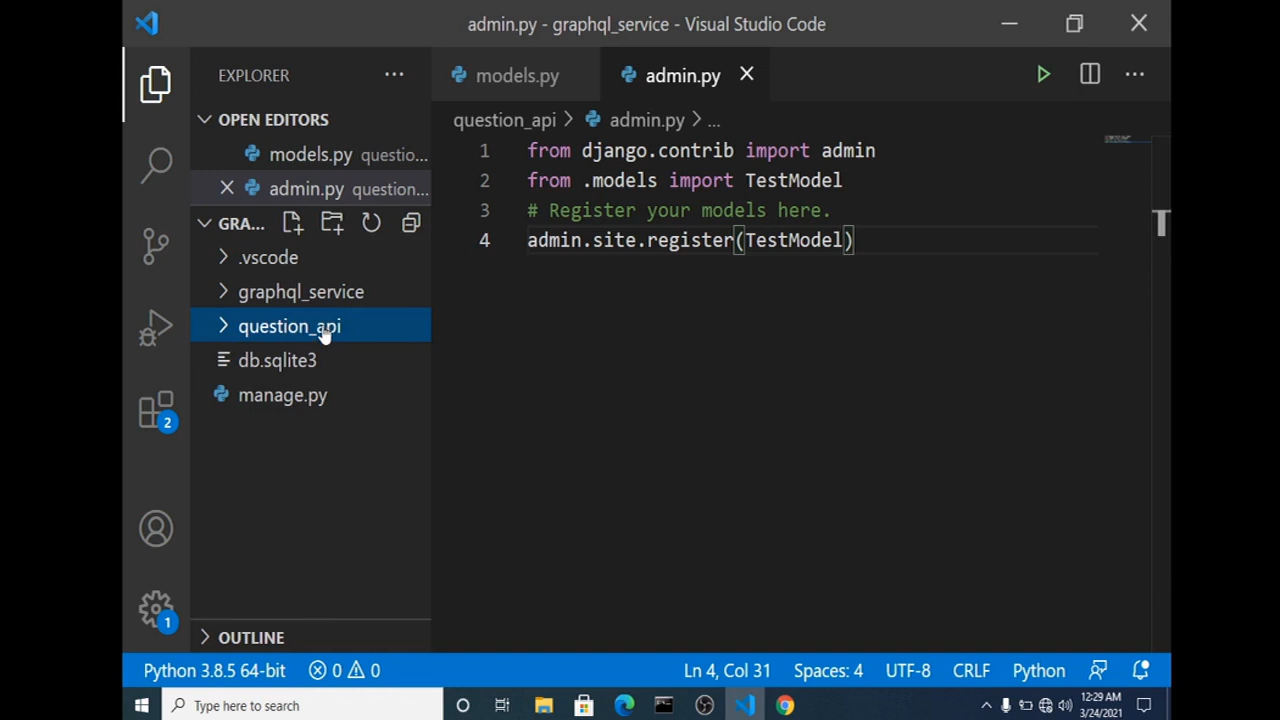 admin.py - graphql_service - Visual Studio Code
EXPLORER
OPEN EDITORS
models.py questio...
admin.py question...
GRA...
.vscode
graphql_service
question_api
db.sqlite3
manage.py
OUTLINE
models.py
admin.py
question_api > admin.py > ...
1 from django.contrib import admin
2 from .models import TestModel
3 # Register your models here.
4 admin.site.register(TestModel)
2
1
Python 3.8.5 64-bit 0 0 Ln 4, Col 31 Spaces: 4 UTF-8 CRLF Python
Type here to search
12:29 AM
3/24/2021